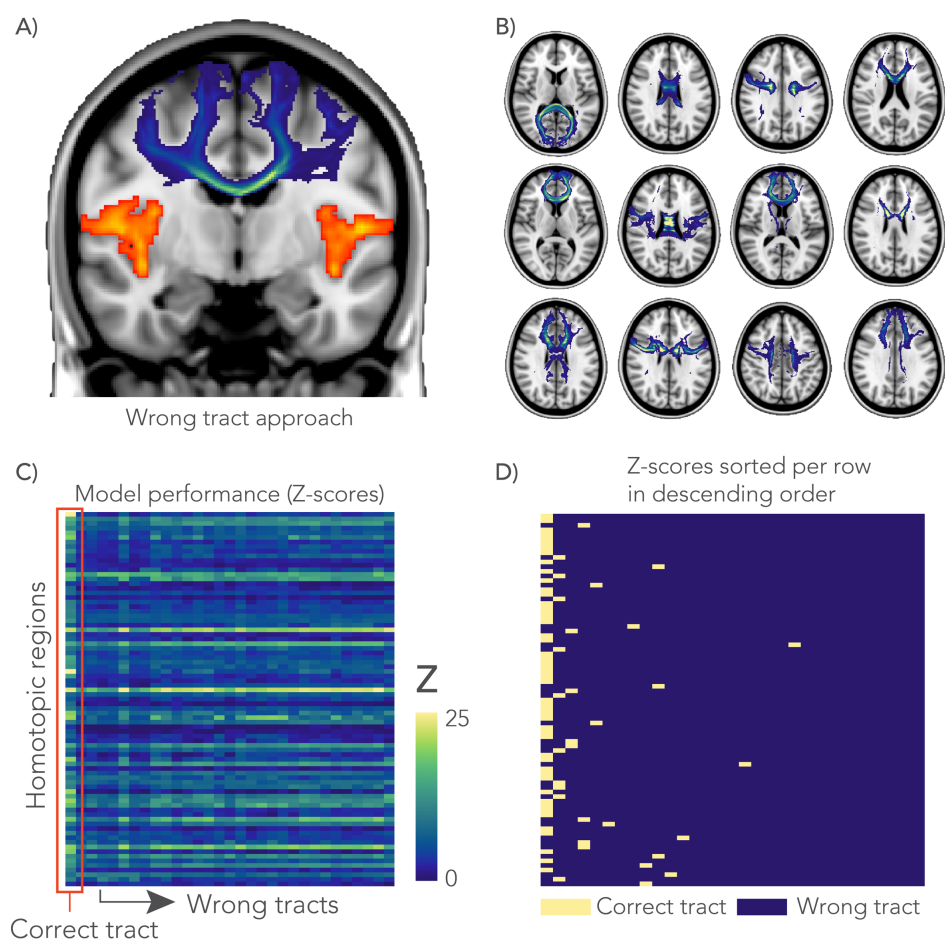 A)
B)
Wrong tract approach
C)
Model performance (Z-scores)
Homotopic regions
Z
25
0
Wrong tracts
Correct tract
D)
Z-scores sorted per row
in descending order
Correct tract
Wrong tract